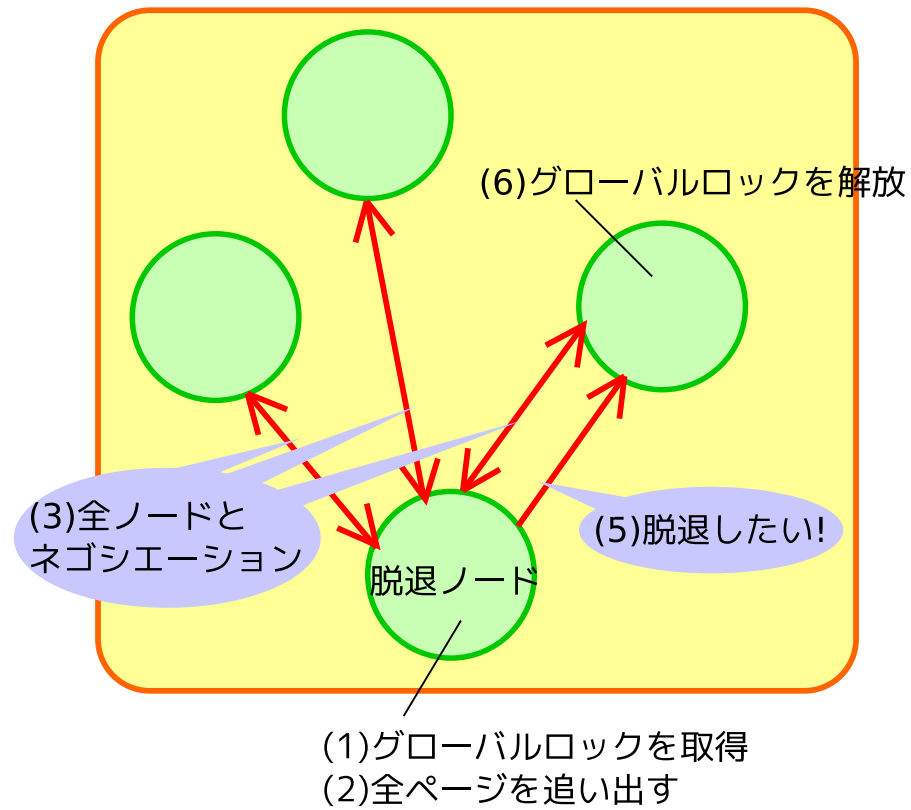 (6)グローバルロックを解放
(3)全ノードと
ネゴシエーション
(5)脱退したい!
脱退ノード
(1)グローバルロックを取得
(2)全ページを追い出す